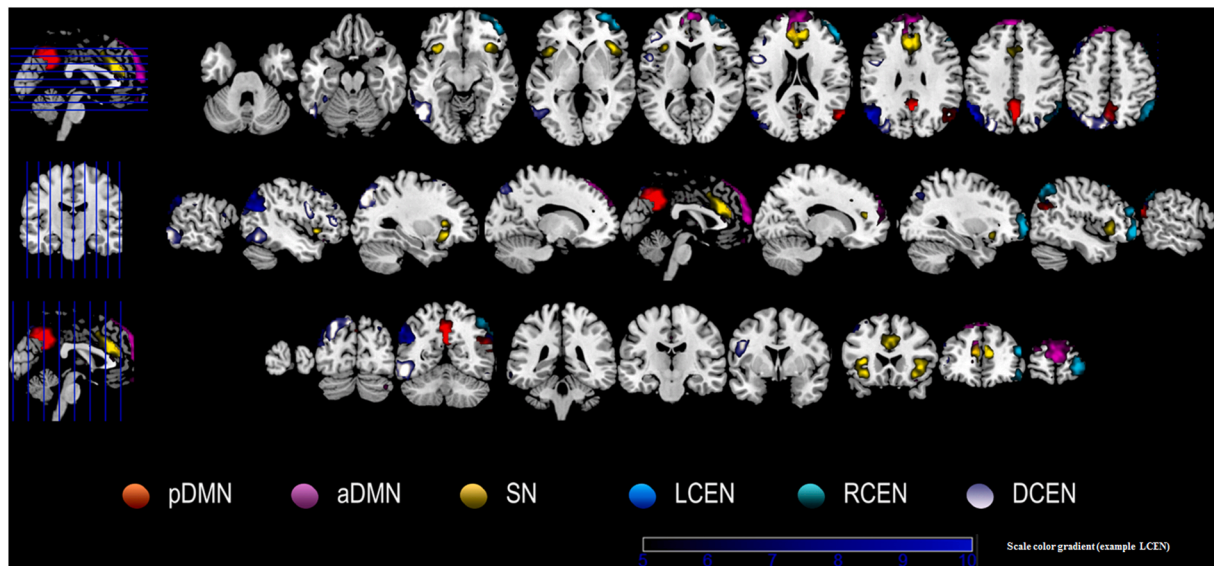 pDMN aDMN SN LCEN RCEN DCEN
5 6 7 8 9 10
Scale color gradient (example LCEN)